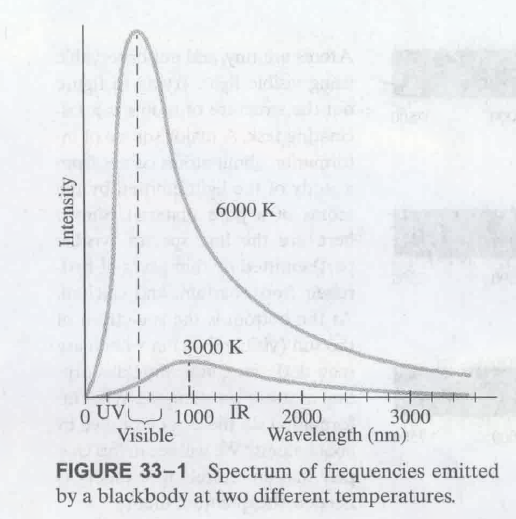 Intensity
6000 K
3000 K
0 UV 1000 IR 2000 3000
Visible Wavelength (nm)
FIGURE 33–1 Spectrum of frequencies emitted
by a blackbody at two different temperatures.